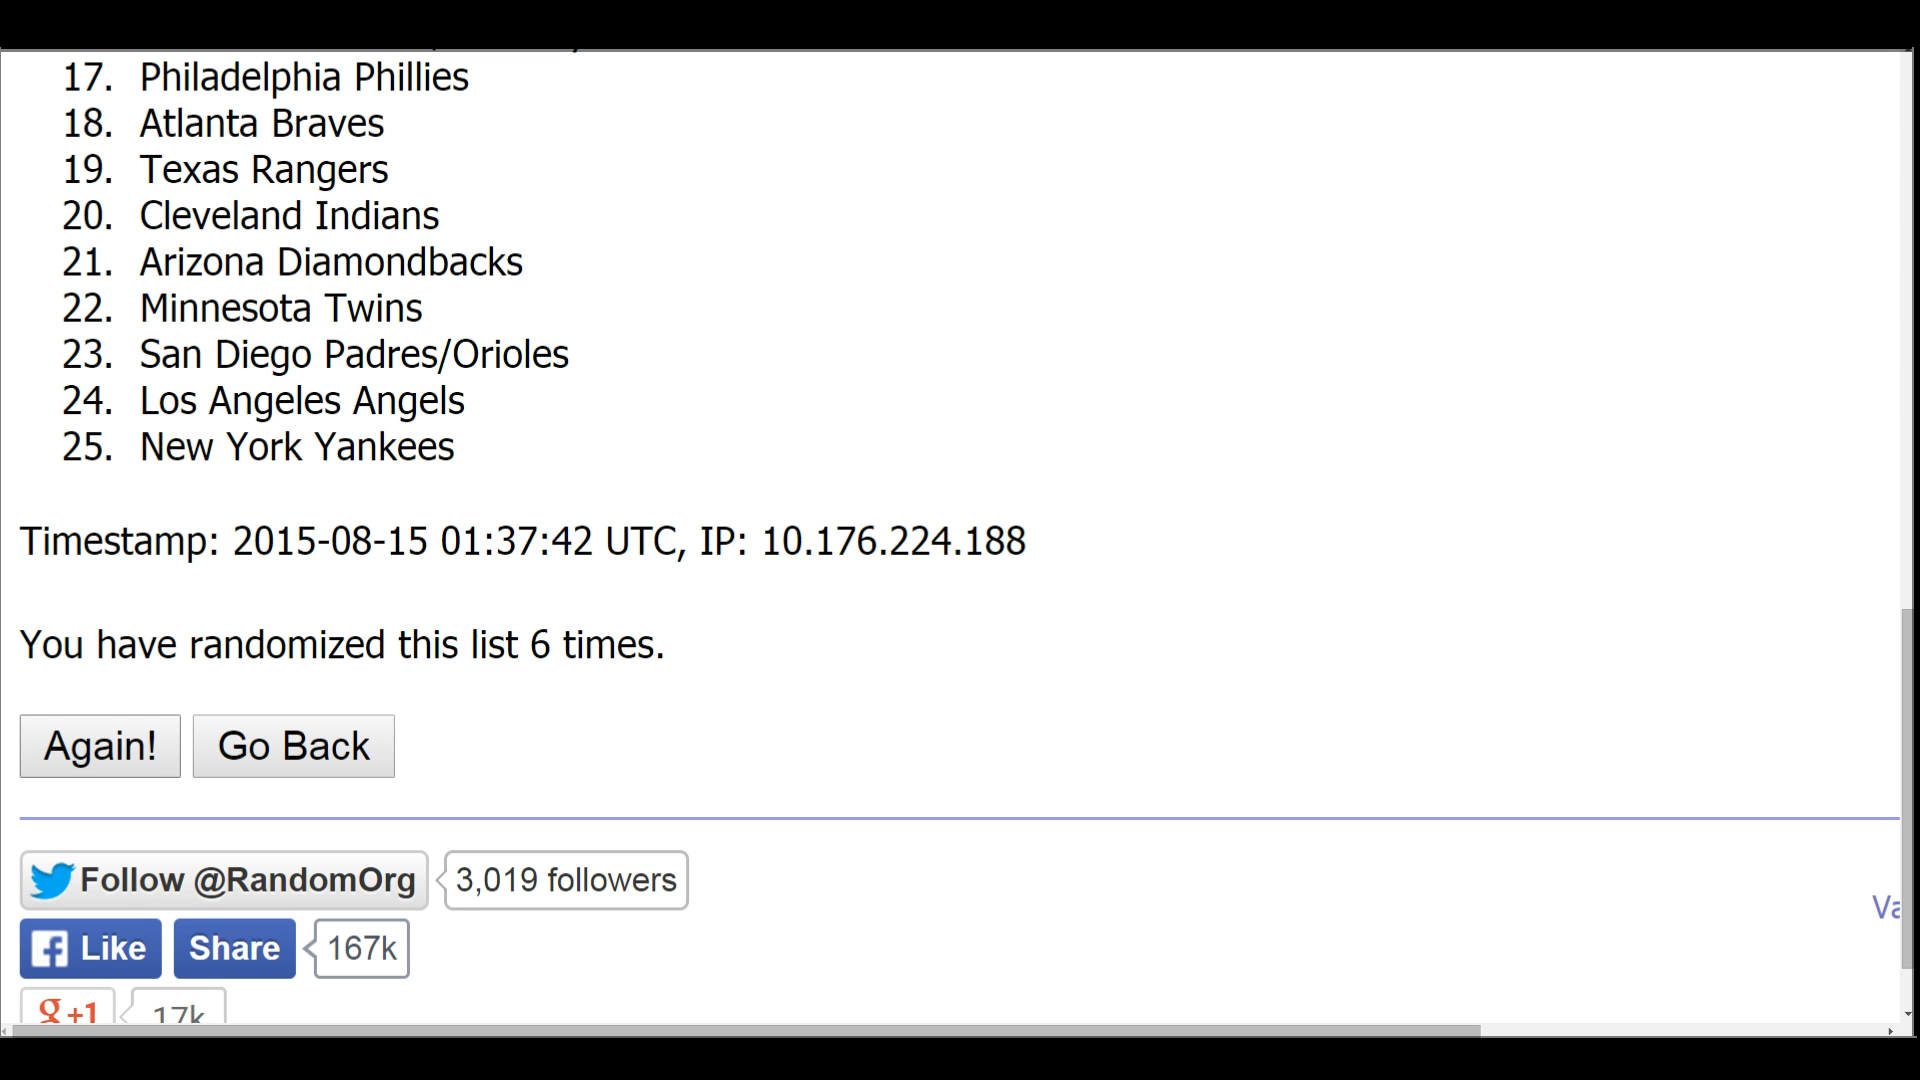 17. Philadelphia Phillies
18. Atlanta Braves
19. Texas Rangers
20. Cleveland Indians
21. Arizona Diamondbacks
22. Minnesota Twins
23. San Diego Padres/Orioles
24. Los Angeles Angels
25. New York Yankees
Timestamp: 2015-08-15 01:37:42 UTC, IP: 10.176.224.188
You have randomized this list 6 times.
Again! Go Back
Follow @RandomOrg 3,019 followers
Va
Like Share 167k
g+1 17k